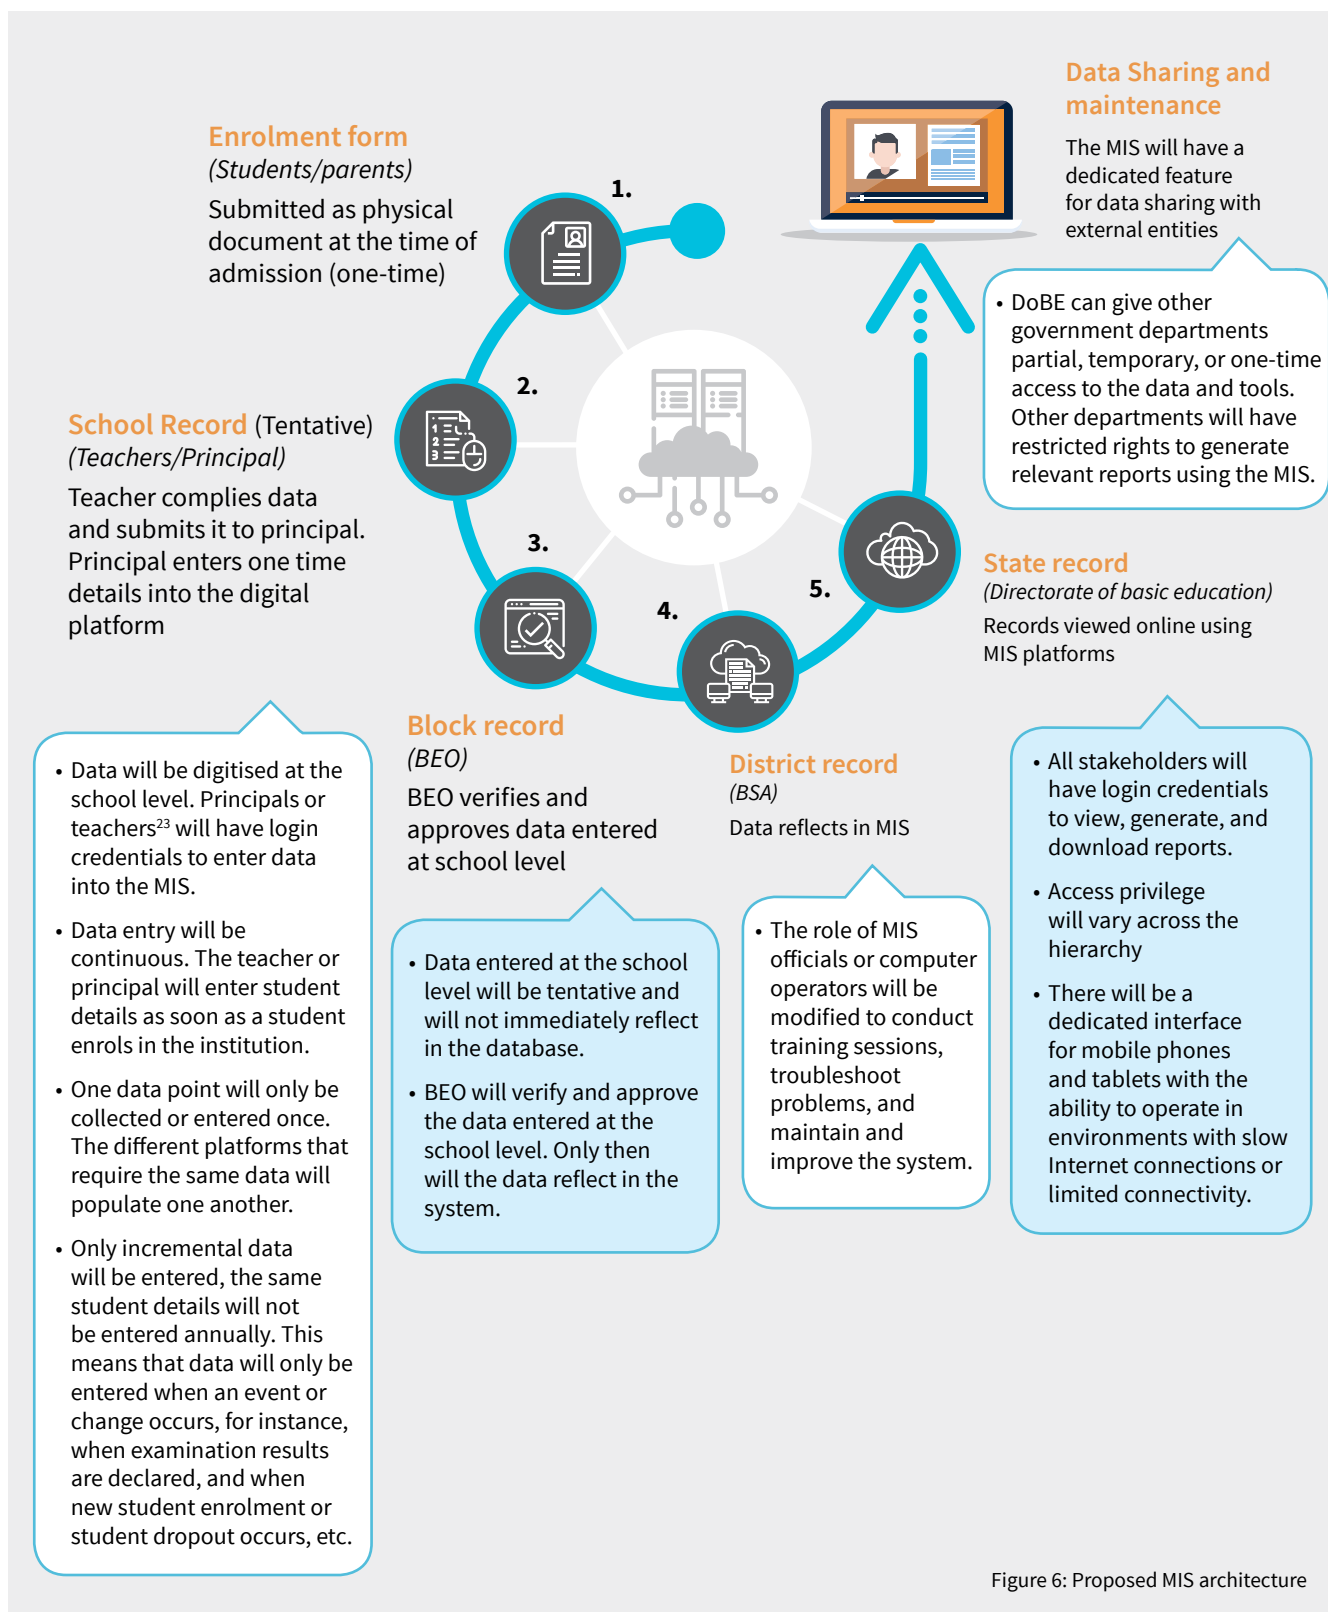 Enrolment form
(Students/parents)
Submitted as physical
document at the time of
admission (one-time)
1.
Data Sharing and
maintenance
The MIS will have a
dedicated feature
for data sharing with
external entities
• DoBE can give other
government departments
partial, temporary, or one-time
access to the data and tools.
Other departments will have
restricted rights to generate
relevant reports using the MIS.
2.
School Record (Tentative)
(Teachers/Principal)
Teacher complies data
and submits it to principal.
Principal enters one time
details into the digital
platform
1
2
3
3.
4.
5.
State record
(Directorate of basic education)
Records viewed online using
MIS platforms
Block record
(BEO)
BEO verifies and
approves data entered
at school level
District record
(BSA)
Data reflects in MIS
• Data will be digitised at the
school level. Principals or
teachers23 will have login
credentials to enter data
into the MIS.
• Data entry will be
continuous. The teacher or
principal will enter student
details as soon as a student
enrols in the institution.
• One data point will only be
collected or entered once.
The different platforms that
require the same data will
populate one another.
• Only incremental data
will be entered, the same
student details will not
be entered annually. This
means that data will only be
entered when an event or
change occurs, for instance,
when examination results
are declared, and when
new student enrolment or
student dropout occurs, etc.
• Data entered at the school
level will be tentative and
will not immediately reflect
in the database.
• BEO will verify and approve
the data entered at the
school level. Only then
will the data reflect in the
system.
• The role of MIS
officials or computer
operators will be
modified to conduct
training sessions,
troubleshoot
problems, and
maintain and
improve the system.
• All stakeholders will
have login credentials
to view, generate, and
download reports.
• Access privilege
will vary across the
hierarchy
• There will be a
dedicated interface
for mobile phones
and tablets with the
ability to operate in
environments with slow
Internet connections or
limited connectivity.
Figure 6: Proposed MIS architecture